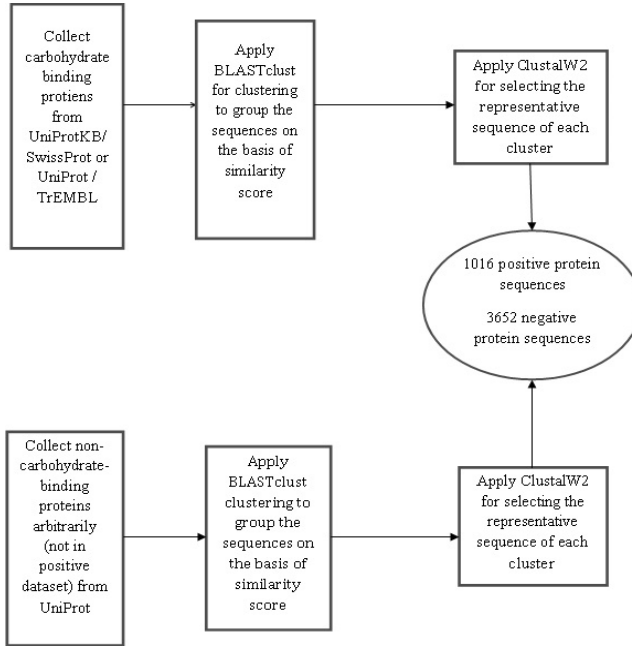 Collect
carbohydrate
binding
protiens
from
UniProtKB/
SwissProt or
UniProt /
TrEMBL
Apply
BLASTclust
for clustering
to group the
sequences on
the basis of
similarity
score
Apply ClustalW2
for selecting the
representative
sequence of each
cluster
1016 positive protein
sequences
3652 negative
protein sequences
Collect non-
carbohydrate-
binding
proteins
arbitrarily
(not in
positive
dataset) from
UniProt
Apply
BLASTclust
clustering to
group the
sequences on
the basis of
similarity
score
Apply ClustalW2
for selecting the
representative
sequence of each
cluster